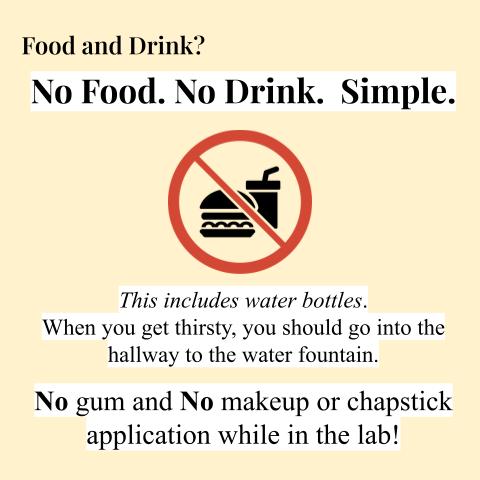 Food and Drink?
No Food. No Drink.  Simple.
This includes water bottles.
When you get thirsty, you should go into the
hallway to the water fountain.
No gum and No makeup or chapstick
application while in the lab!